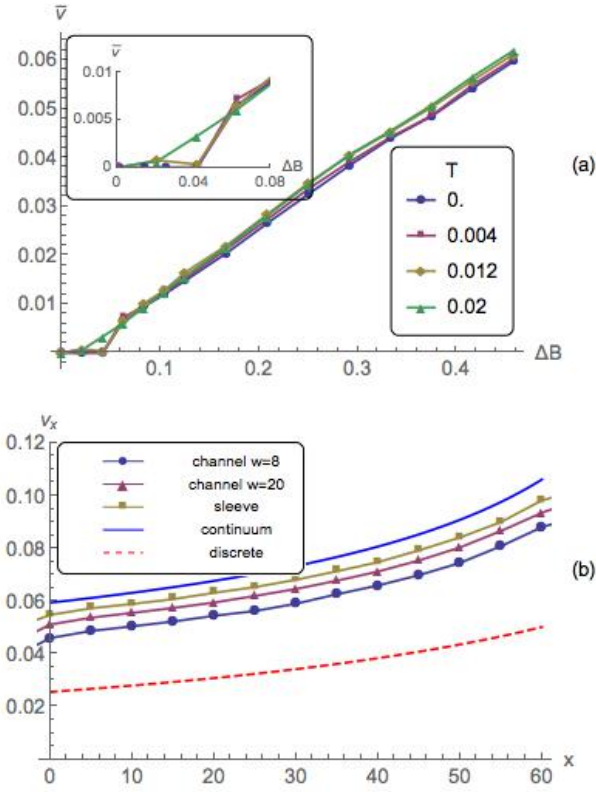 v̄
0.06
0.05
0.04
0.03
0.02
0.01
v̄
0.01
0.005
0
0
0.04
0.08
ΔB
T
0.
0.004
0.012
0.02
0.1
0.2
0.3
0.4
ΔB
(a)
vₓ
0.12
0.10
0.08
0.06
0.04
0.02
channel w=8
channel w=20
sleeve
continuum
discrete
0
10
20
30
40
50
60
x
(b)